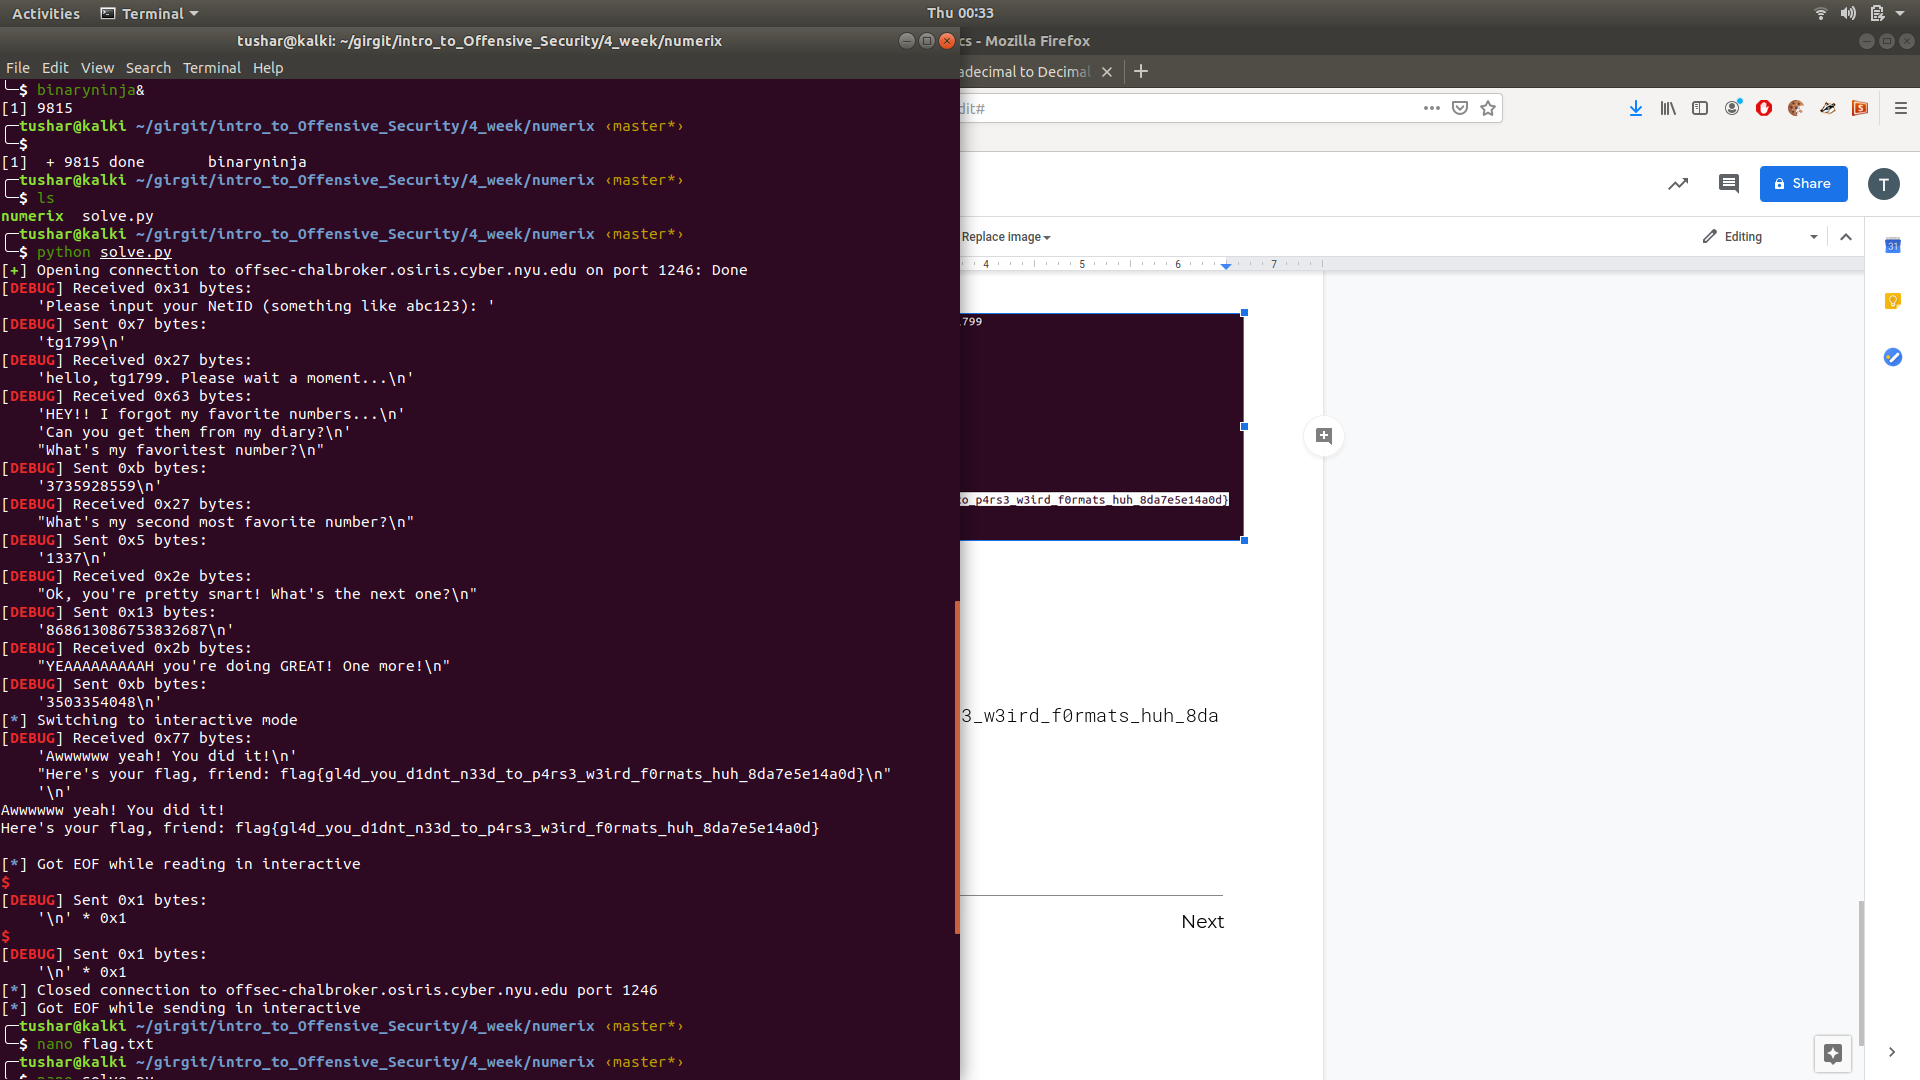 Activities Terminal Thu 00:33
tushar@kalki: ~/girgit/intro_to_Offensive_Security/4_week/numerix
File Edit View Search Terminal Help
└─$ binaryninja&
[1] 9815
┌─tushar@kalki ~/girgit/intro_to_Offensive_Security/4_week/numerix ‹master*›
└─$
[1]  + 9815 done       binaryninja
┌─tushar@kalki ~/girgit/intro_to_Offensive_Security/4_week/numerix ‹master*›
└─$ ls
numerix  solve.py
┌─tushar@kalki ~/girgit/intro_to_Offensive_Security/4_week/numerix ‹master*›
└─$ python solve.py
[+] Opening connection to offsec-chalbroker.osiris.cyber.nyu.edu on port 1246: Done
[DEBUG] Received 0x31 bytes:
    'Please input your NetID (something like abc123): '
[DEBUG] Sent 0x7 bytes:
    'tg1799\n'
[DEBUG] Received 0x27 bytes:
    'hello, tg1799. Please wait a moment...\n'
[DEBUG] Received 0x63 bytes:
    'HEY!! I forgot my favorite numbers...\n'
    'Can you get them from my diary?\n'
    "What's my favoritest number?\n"
[DEBUG] Sent 0xb bytes:
    '3735928559\n'
[DEBUG] Received 0x27 bytes:
    "What's my second most favorite number?\n"
[DEBUG] Sent 0x5 bytes:
    '1337\n'
[DEBUG] Received 0x2e bytes:
    "Ok, you're pretty smart! What's the next one?\n"
[DEBUG] Sent 0x13 bytes:
    '868613086753832687\n'
[DEBUG] Received 0x2b bytes:
    "YEAAAAAAAAAH you're doing GREAT! One more!\n"
[DEBUG] Sent 0xb bytes:
    '3503354048\n'
[*] Switching to interactive mode
[DEBUG] Received 0x77 bytes:
    'Awwwwww yeah! You did it!\n'
    "Here's your flag, friend: flag{gl4d_you_d1dnt_n33d_to_p4rs3_w3ird_f0rmats_huh_8da7e5e14a0d}\n"
    '\n'
Awwwwww yeah! You did it!
Here's your flag, friend: flag{gl4d_you_d1dnt_n33d_to_p4rs3_w3ird_f0rmats_huh_8da7e5e14a0d}
[*] Got EOF while reading in interactive
$
[DEBUG] Sent 0x1 bytes:
    '\n' * 0x1
$
[DEBUG] Sent 0x1 bytes:
    '\n' * 0x1
[*] Closed connection to offsec-chalbroker.osiris.cyber.nyu.edu port 1246
[*] Got EOF while sending in interactive
┌─tushar@kalki ~/girgit/intro_to_Offensive_Security/4_week/numerix ‹master*›
└─$ nano flag.txt
┌─tushar@kalki ~/girgit/intro_to_Offensive_Security/4_week/numerix ‹master*›
cs - Mozilla Firefox
adecimal to Decimal
dit#
Share
T
Replace image
Editing
31
4 5 6 7
.799
to_p4rs3_w3ird_f0rmats_huh_8da7e5e14a0d}
3_w3ird_f0rmats_huh_8da
Next